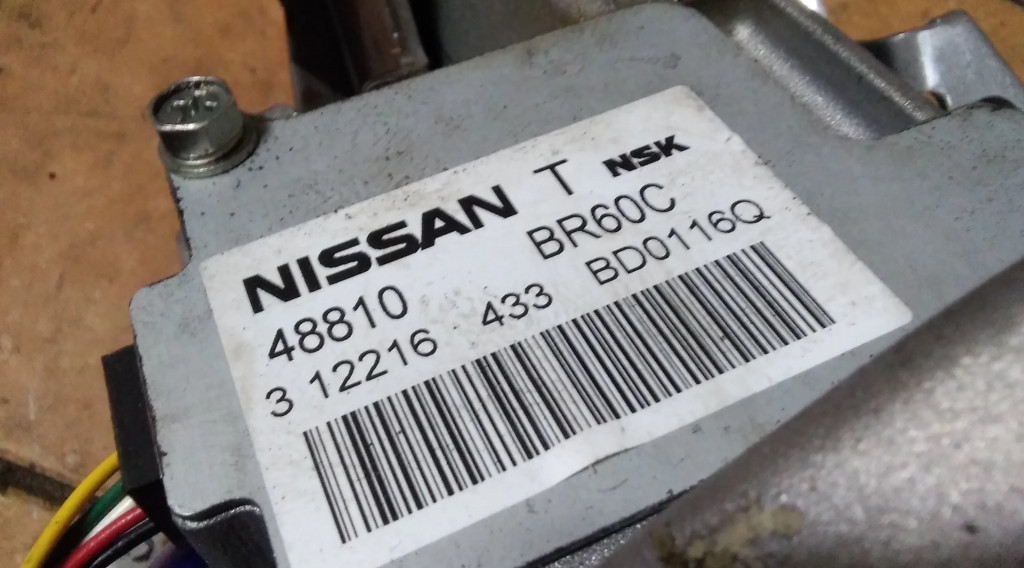 NISSAN T NSK
48810 BR60C
3 12216 433 BD0116Q